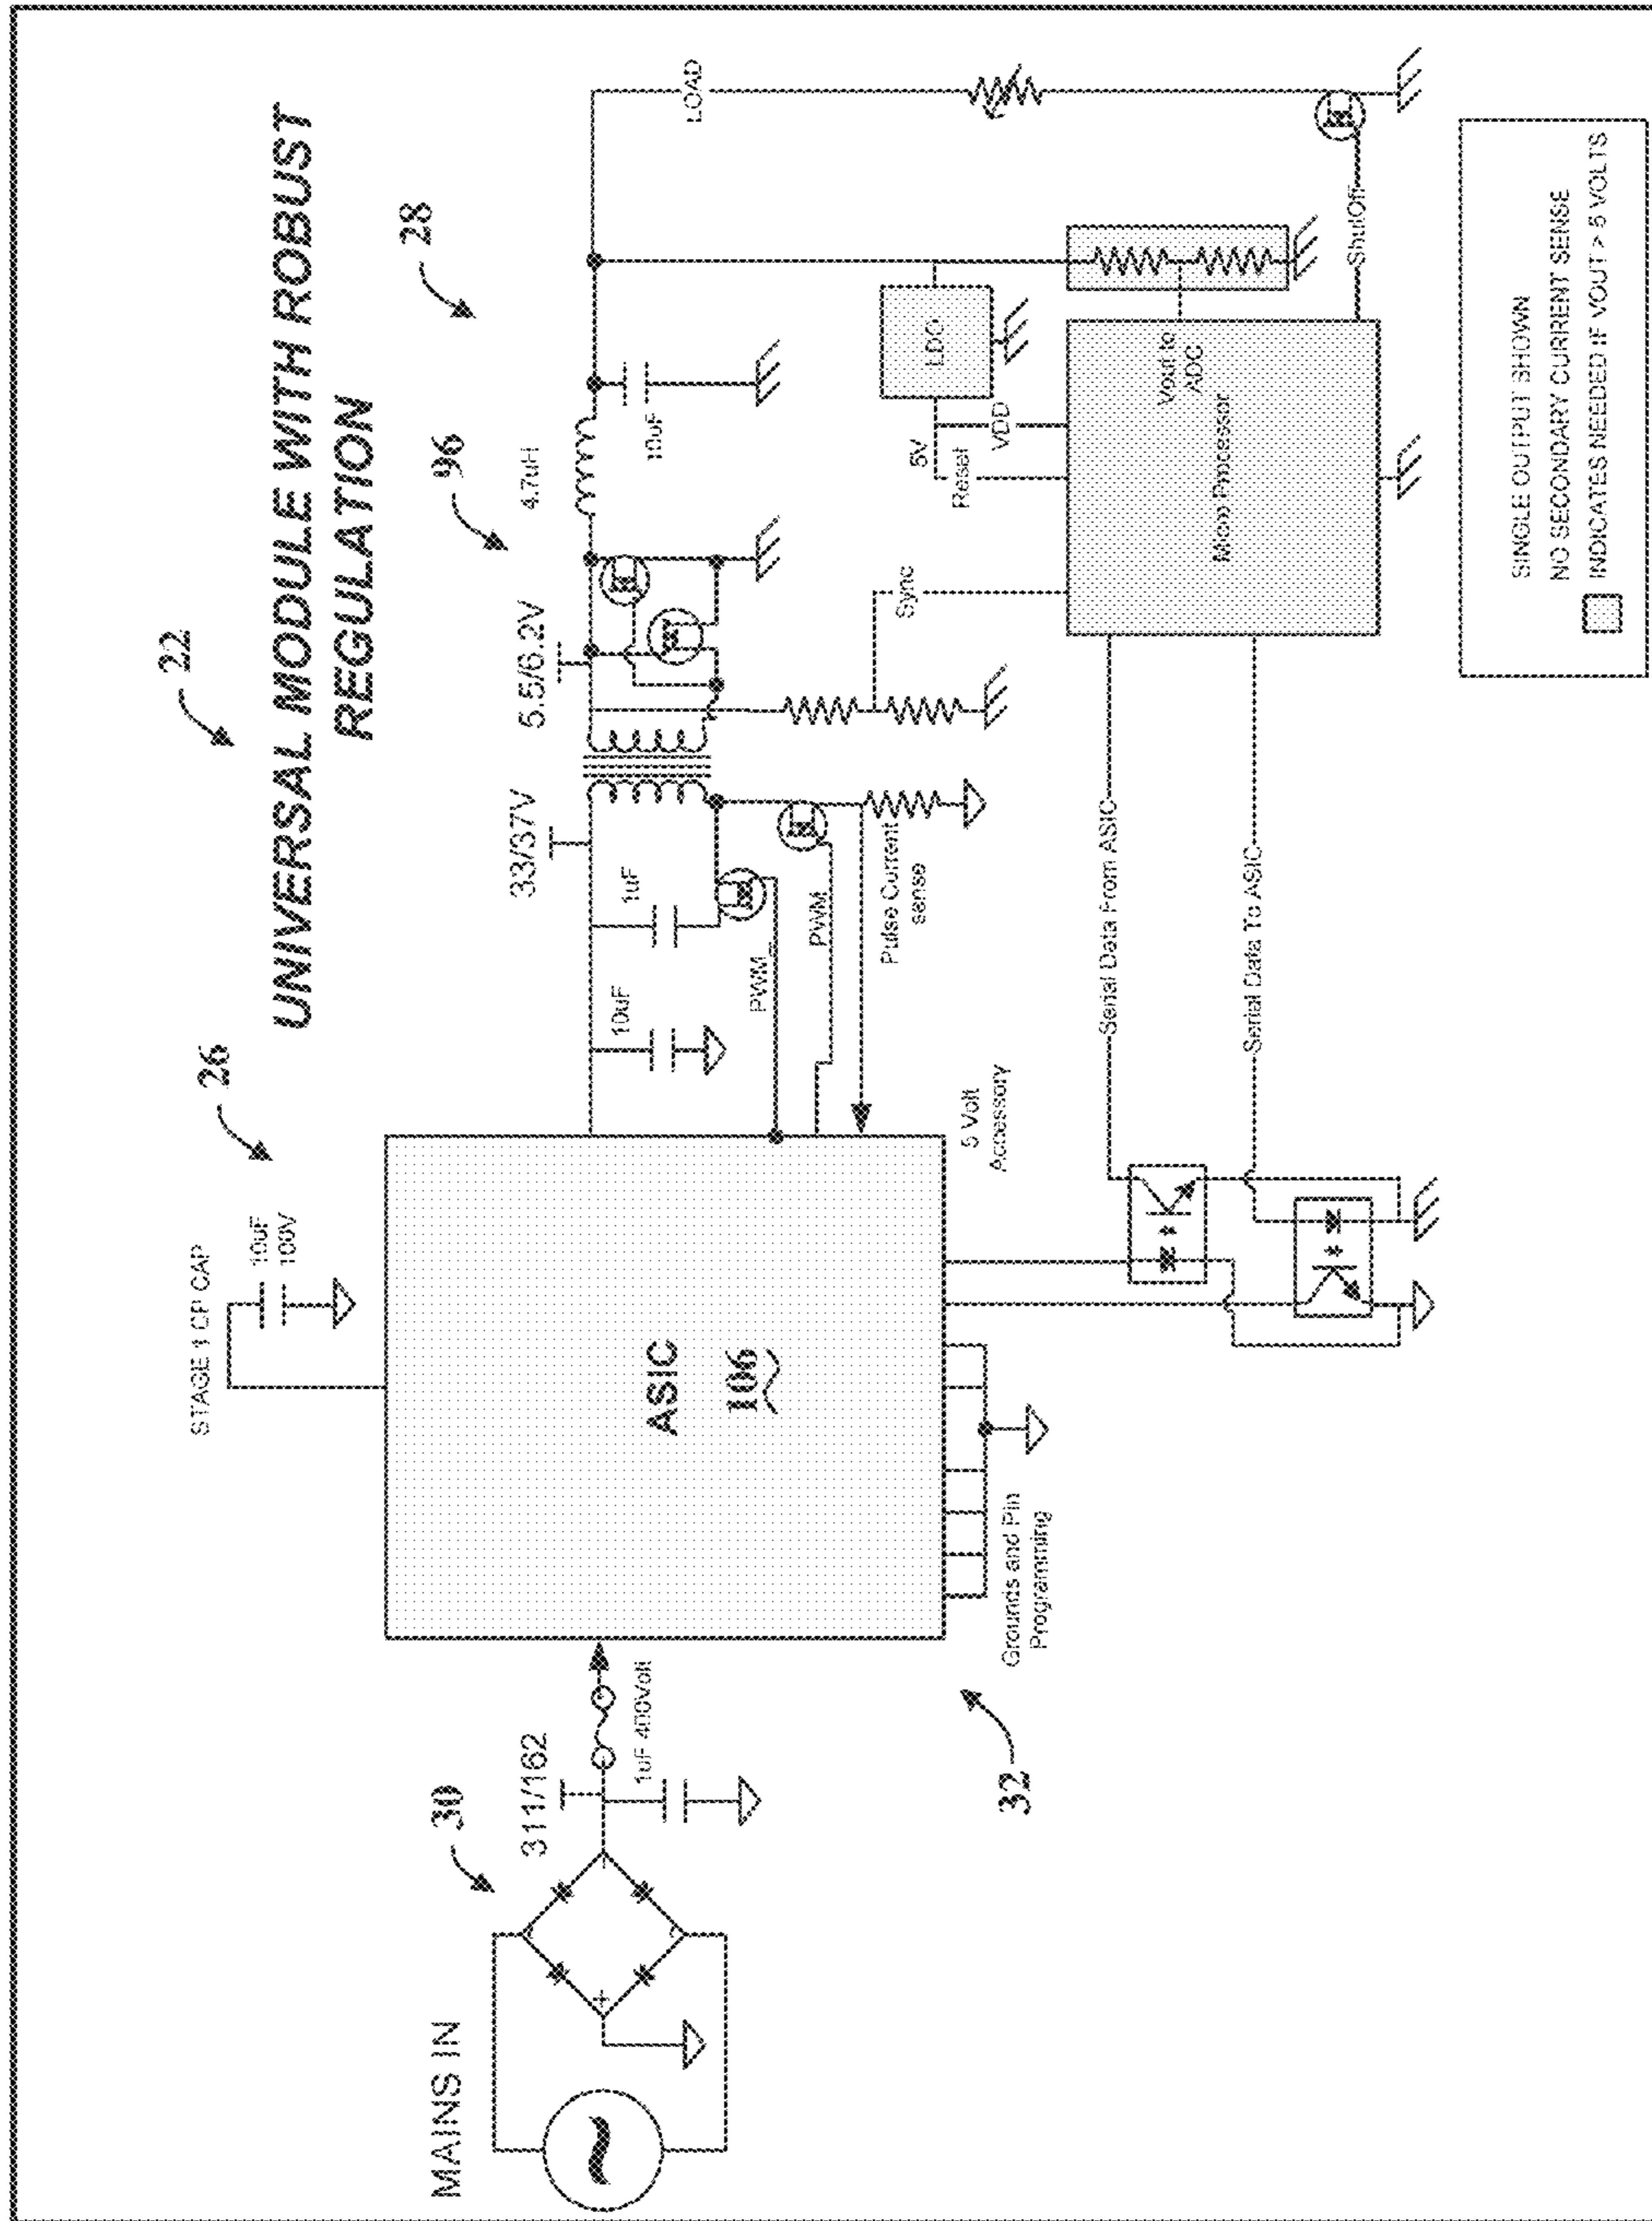 UNIVERSAL MODULE WITH ROBUST
REGULATION
22
26
28
96
30
32
MAINS IN
311/162
1uF 400Volt
STAGE 1 CP CAP
10uF
100V
ASIC
106
Grounds and Pin
Programming
5 Volt
Accessory
33/37V
10uF
1uF
PWM_
PWM
Pulse Current
sense
5.5/6.2V
4.7uH
10uF
LOAD
Sync
5V
Reset
VDD
LDO
Vout to
ADC
Micro Processor
ShutOff
Serial Data From ASIC
Serial Data To ASIC
SINGLE OUTPUT SHOWN
NO SECONDARY CURRENT SENSE
INDICATES NEEDED IF VOUT > 5 VOLTS